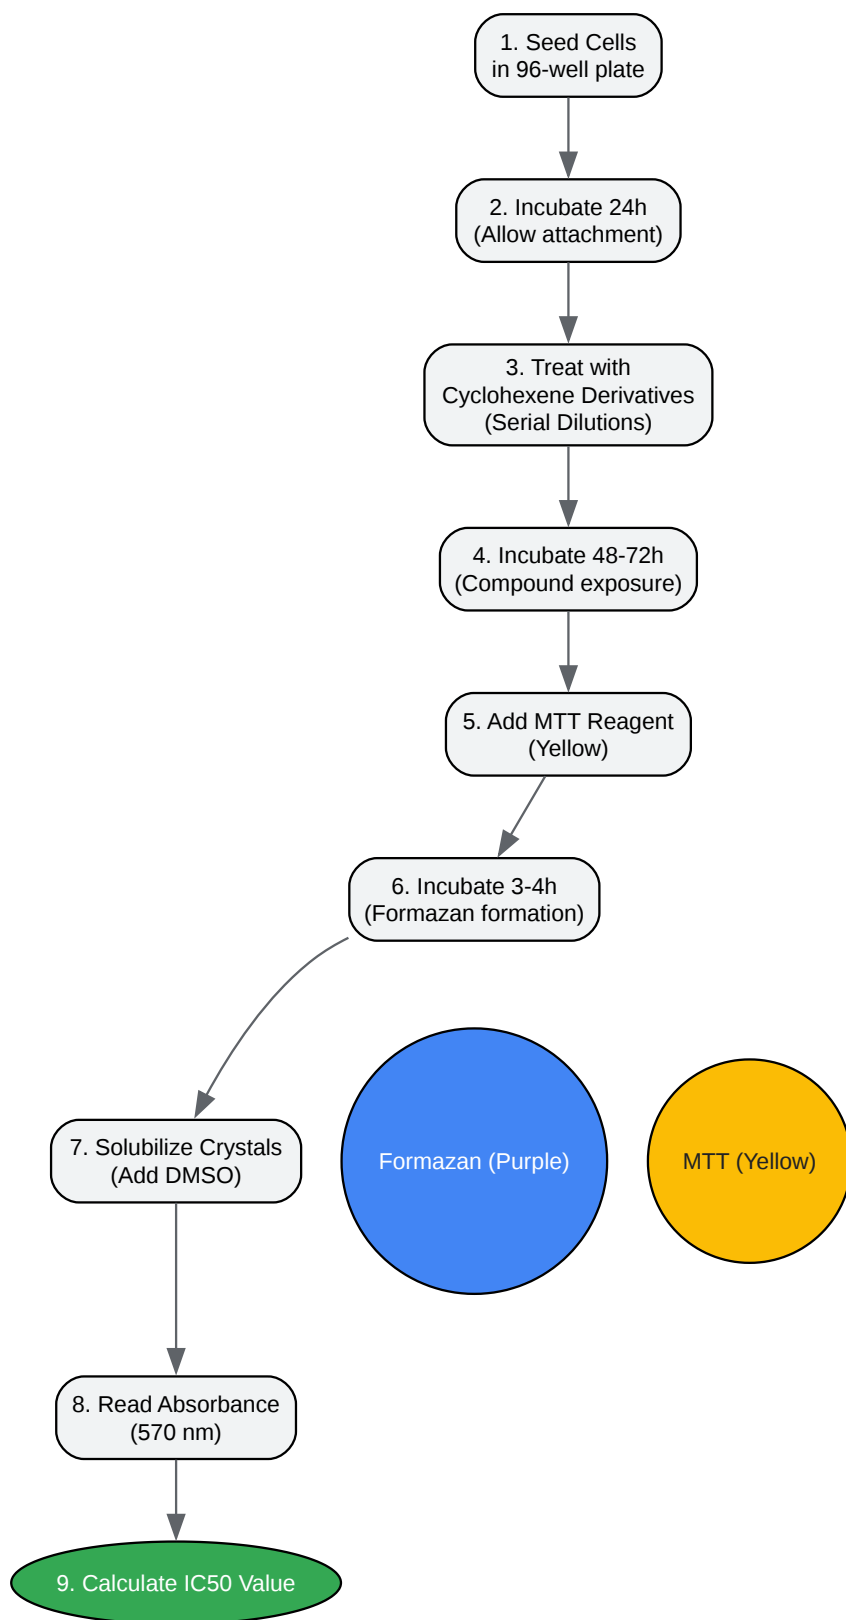 1. Seed Cells
in 96-well plate
2. Incubate 24h
(Allow attachment)
3. Treat with
Cyclohexene Derivatives
(Serial Dilutions)
4. Incubate 48-72h
(Compound exposure)
5. Add MTT Reagent
(Yellow)
6. Incubate 3-4h
(Formazan formation)
7. Solubilize Crystals
(Add DMSO)
Formazan (Purple)
MTT (Yellow)
8. Read Absorbance
(570 nm)
9. Calculate IC50 Value